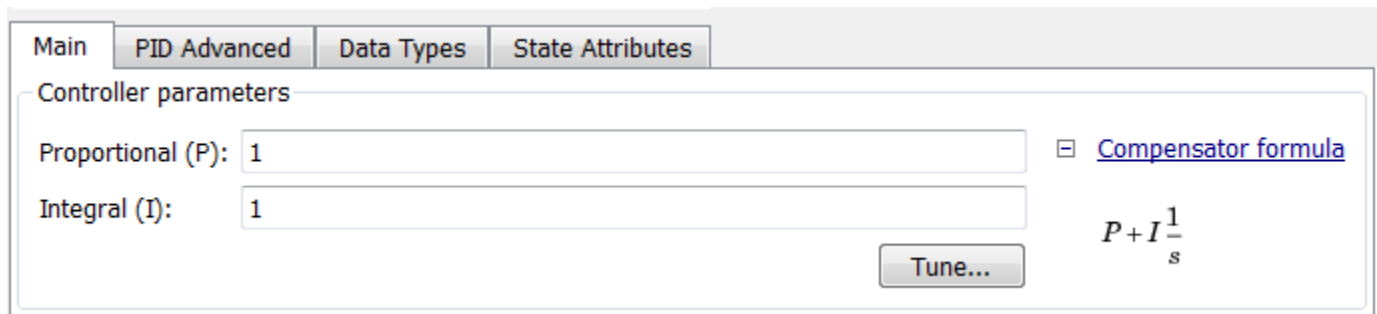 Main PID Advanced Data Types State Attributes
Controller parameters
Proportional (P): 1
Compensator formula
Integral (I): 1
P + I 1/s
Tune...